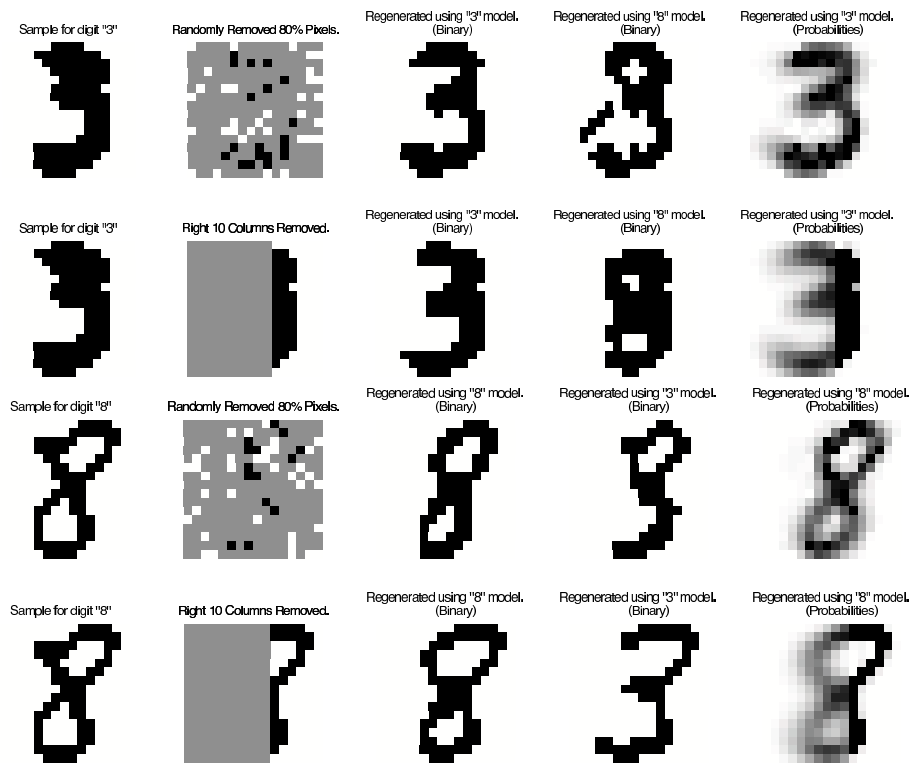 Sample for digit "3"
Randomly Removed 80% Pixels.
Regenerated using "3" model.
(Binary)
Regenerated using "8" model.
(Binary)
Regenerated using "3" model.
(Probabilities)
Sample for digit "3"
Right 10 Columns Removed.
Regenerated using "3" model.
(Binary)
Regenerated using "8" model.
(Binary)
Regenerated using "3" model.
(Probabilities)
Sample for digit "8"
Randomly Removed 80% Pixels.
Regenerated using "8" model.
(Binary)
Regenerated using "3" model.
(Binary)
Regenerated using "8" model.
(Probabilities)
Sample for digit "8"
Right 10 Columns Removed.
Regenerated using "8" model.
(Binary)
Regenerated using "3" model.
(Binary)
Regenerated using "8" model.
(Probabilities)